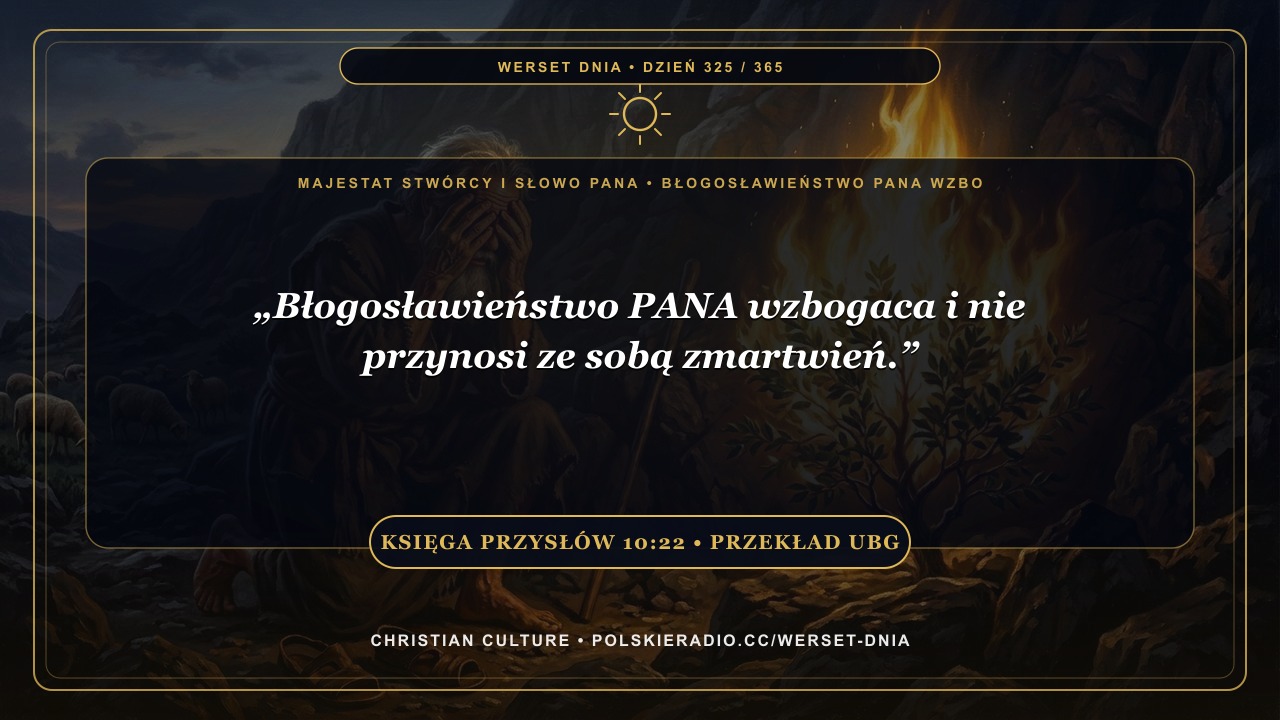 WERSET DNIA • DZIEŃ 325 / 365
MAJESTAT STWÓRCY I SŁOWO PANA • BŁOGOSŁAWIEŃSTWO PANA WZBO
„Błogosławieństwo PANA wzbogaca i nie
przynosi ze sobą zmartwień.”
KSIĘGA PRZYSŁÓW 10:22 • PRZEKŁAD UBG
CHRISTIAN CULTURE • POLSKIERADIO.CC/WERSET-DNIA